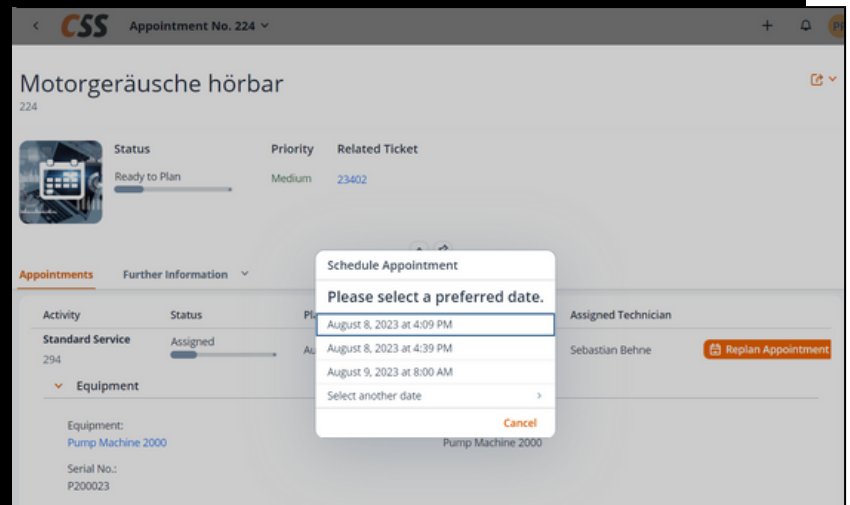 CSS Appointment No. 224
PP
Motorgeräusche hörbar
224
Status Priority Related Ticket
Ready to Plan Medium 23402
Schedule Appointment
Please select a preferred date.
August 8, 2023 at 4:09 PM
August 8, 2023 at 4:39 PM
August 9, 2023 at 8:00 AM
Select another date
Cancel
Appointments Further Information
Activity Status Assigned Technician
Standard Service Assigned Sebastian Behne Replan Appointment
294
Equipment
Equipment:
Pump Machine 2000 Pump Machine 2000
Serial No.:
P200023